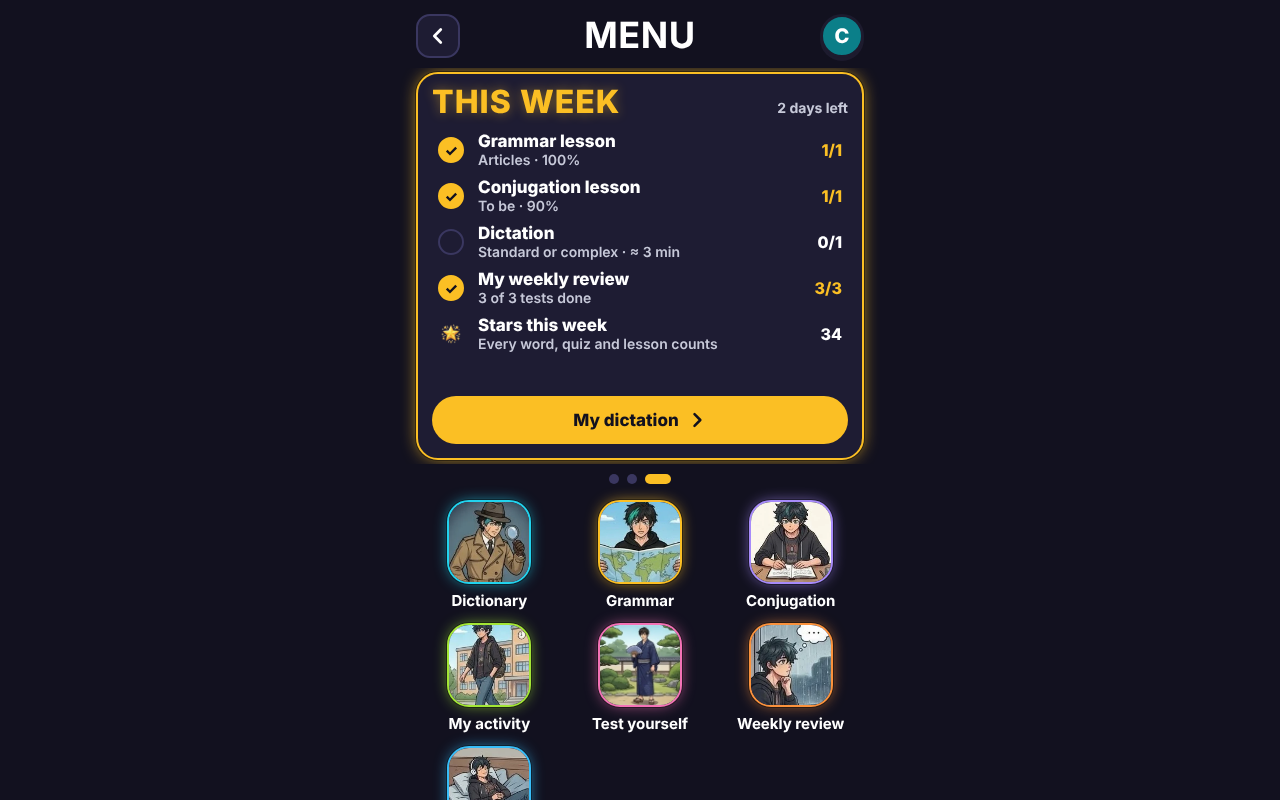 MENU
C
THIS WEEK
2 days left
Grammar lesson
Articles · 100%
1/1
Conjugation lesson
To be · 90%
1/1
Dictation
Standard or complex · ≈ 3 min
0/1
My weekly review
3 of 3 tests done
3/3
Stars this week
Every word, quiz and lesson counts
34
My dictation
Dictionary
Grammar
Conjugation
My activity
Test yourself
Weekly review